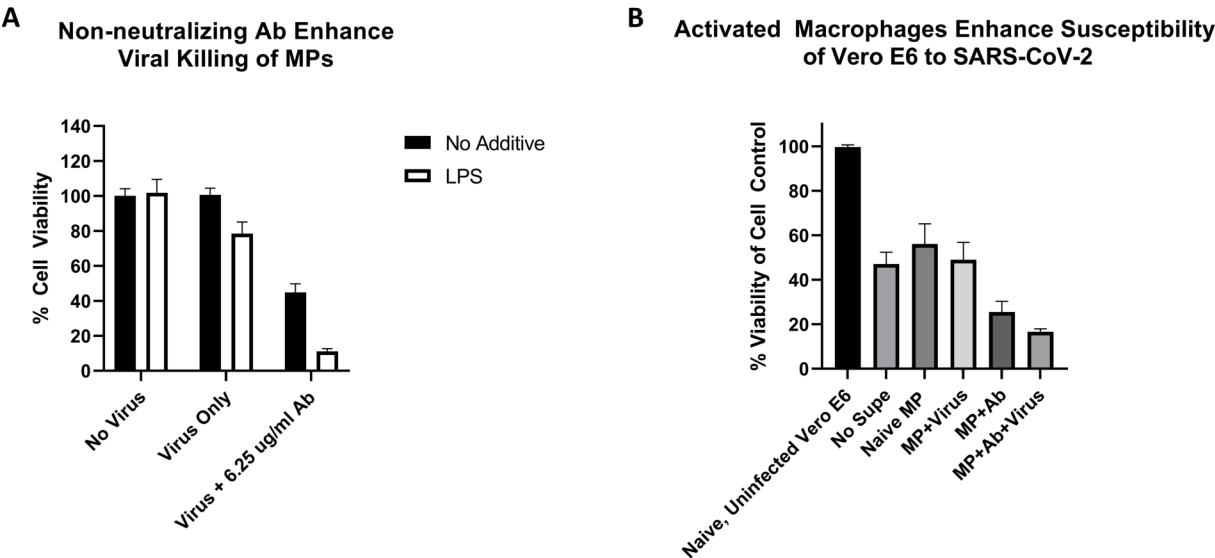 A
Non-neutralizing Ab Enhance
Viral Killing of MPs
% Cell Viability
140
120
100
80
60
40
20
0
No Virus
Virus Only
Virus + 6.25 ug/ml Ab
No Additive
LPS
B
Activated Macrophages Enhance Susceptibility
of Vero E6 to SARS-CoV-2
% Viability of Cell Control
100
80
60
40
20
0
Naive, Uninfected Vero E6
No Supe
Naive MP
MP+Virus
MP+Ab
MP+Ab+Virus